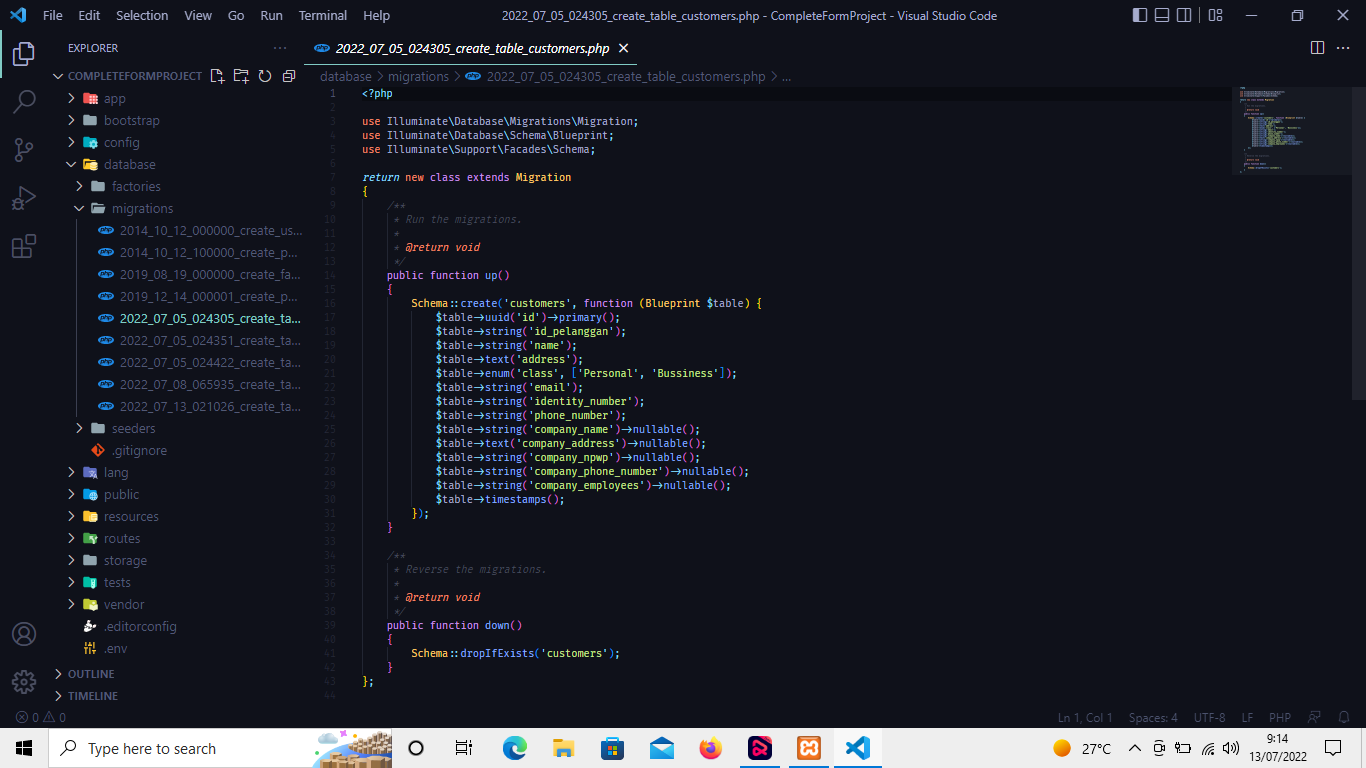 File Edit Selection View Go Run Terminal Help 2022_07_05_024305_create_table_customers.php - CompleteFormProject - Visual Studio Code
EXPLORER ... 2022_07_05_024305_create_table_customers.php
COMPLETEFORMPROJECT
database > migrations > 2022_07_05_024305_create_table_customers.php > ...
app
bootstrap
config
database
factories
migrations
2014_10_12_000000_create_us...
2014_10_12_100000_create_p...
2019_08_19_000000_create_fa...
2019_12_14_000001_create_p...
2022_07_05_024305_create_ta...
2022_07_05_024351_create_ta...
2022_07_05_024422_create_ta...
2022_07_08_065935_create_ta...
2022_07_13_021026_create_ta...
seeders
.gitignore
lang
public
resources
routes
storage
tests
vendor
.editorconfig
.env
OUTLINE
TIMELINE
1 <?php
2
3 use Illuminate\Database\Migrations\Migration;
4 use Illuminate\Database\Schema\Blueprint;
5 use Illuminate\Support\Facades\Schema;
6
7 return new class extends Migration
8 {
9 /**
10 * Run the migrations.
11 *
12 * @return void
13 */
14 public function up()
15 {
16 Schema::create('customers', function (Blueprint $table) {
17 $table->uuid('id')->primary();
18 $table->string('id_pelanggan');
19 $table->string('name');
20 $table->text('address');
21 $table->enum('class', ['Personal', 'Bussiness']);
22 $table->string('email');
23 $table->string('identity_number');
24 $table->string('phone_number');
25 $table->string('company_name')->nullable();
26 $table->text('company_address')->nullable();
27 $table->string('company_npwp')->nullable();
28 $table->string('company_phone_number')->nullable();
29 $table->string('company_employees')->nullable();
30 $table->timestamps();
31 });
32 }
33
34 /**
35 * Reverse the migrations.
36 *
37 * @return void
38 */
39 public function down()
40 {
41 Schema::dropIfExists('customers');
42 }
43 };
44
0 0 Ln 1, Col 1 Spaces: 4 UTF-8 LF PHP
Type here to search 27°C 9:14
13/07/2022